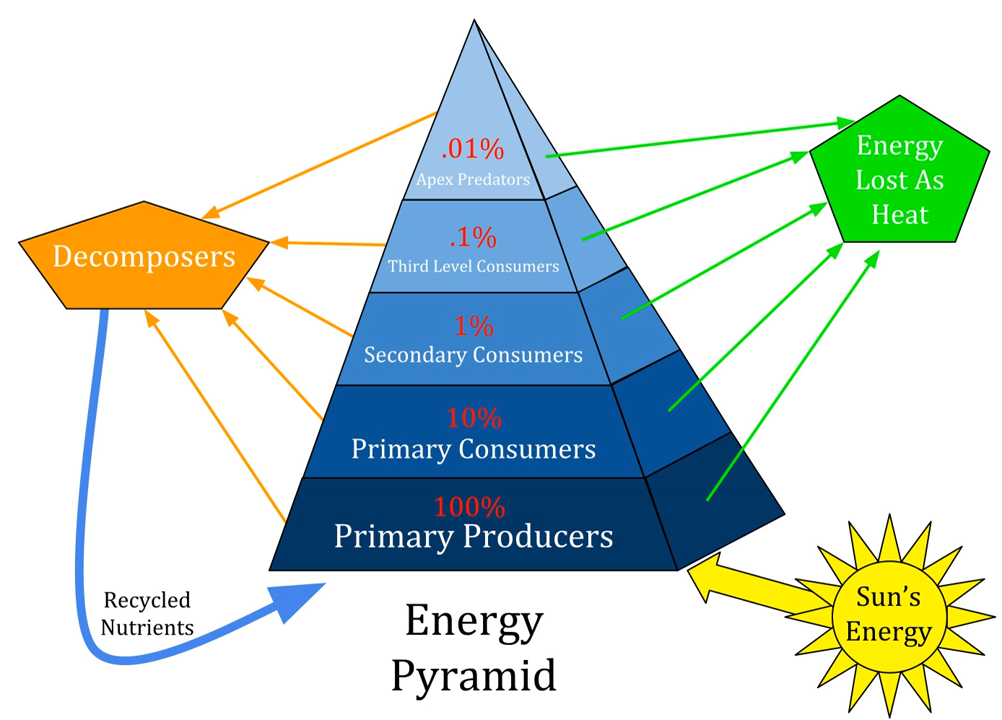 .01%
Apex Predators
.1%
Third Level Consumers
1%
Secondary Consumers
10%
Primary Consumers
100%
Primary Producers
Decomposers
Energy
Lost As
Heat
Recycled
Nutrients
Energy
Pyramid
Sun's
Energy